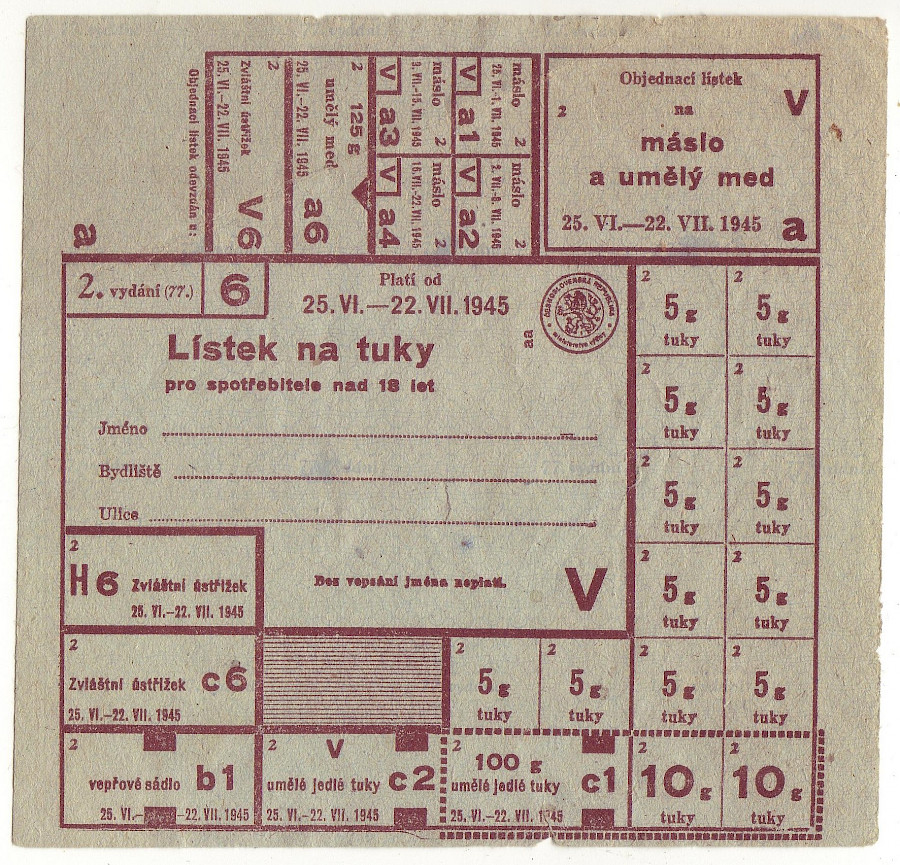 Objednací lístek odevzdán u:
a
2
Zvláštní ústřižek
25. VI.–22. VII. 1945
V6
2
125 g
umělý med
25. VI.–22. VII. 1945
a6
máslo 2
9. VII.–15. VII. 1945
V a3
máslo 2
25. VI.–1. VII. 1945
V a1
máslo 2
16. VII.–22. VII. 1945
V a4
máslo 2
2. VII.–8. VII. 1945
V a2
Objednací lístek
2 na V
máslo
a umělý med
25. VI.—22. VII. 1945 a
2. vydání (77.) 6
Platí od
25. VI.—22. VII. 1945
aa
ČESKOSLOVENSKÁ REPUBLIKA
ministerstvo výživy
Lístek na tuky
pro spotřebitele nad 18 let
Jméno
Bydliště
Ulice
Bez vepsání jména neplatí.
V
2 2
5 g 5 g
tuky tuky
2 2
5 g 5 g
tuky tuky
2 2
5 g 5 g
tuky tuky
2 2
5 g 5 g
tuky tuky
2
H6 Zvláštní ústřižek
25. VI.–22. VII. 1945
2
Zvláštní ústřižek c6
25. VI.–22. VII. 1945
2 2 2 2
5 g 5 g 5 g 5 g
tuky tuky tuky tuky
2
vepřové sádlo b1
25. VI.– –22. VII. 1945
2 V
umělé jedlé tuky c2
25. VI.–22. VII. 1945
2
100 g
umělé jedlé tuky c1
25. VI.–22. VII. 1945
2 2
10 g 10 g
tuky tuky